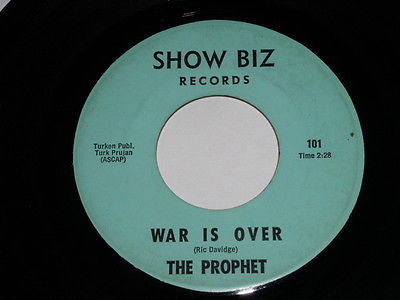 SHOW BIZ
RECORDS
Turken Publ.
Turk Prujan
(ASCAP)
101
Time 2:28
WAR IS OVER
(Ric Davidge)
THE PROPHET